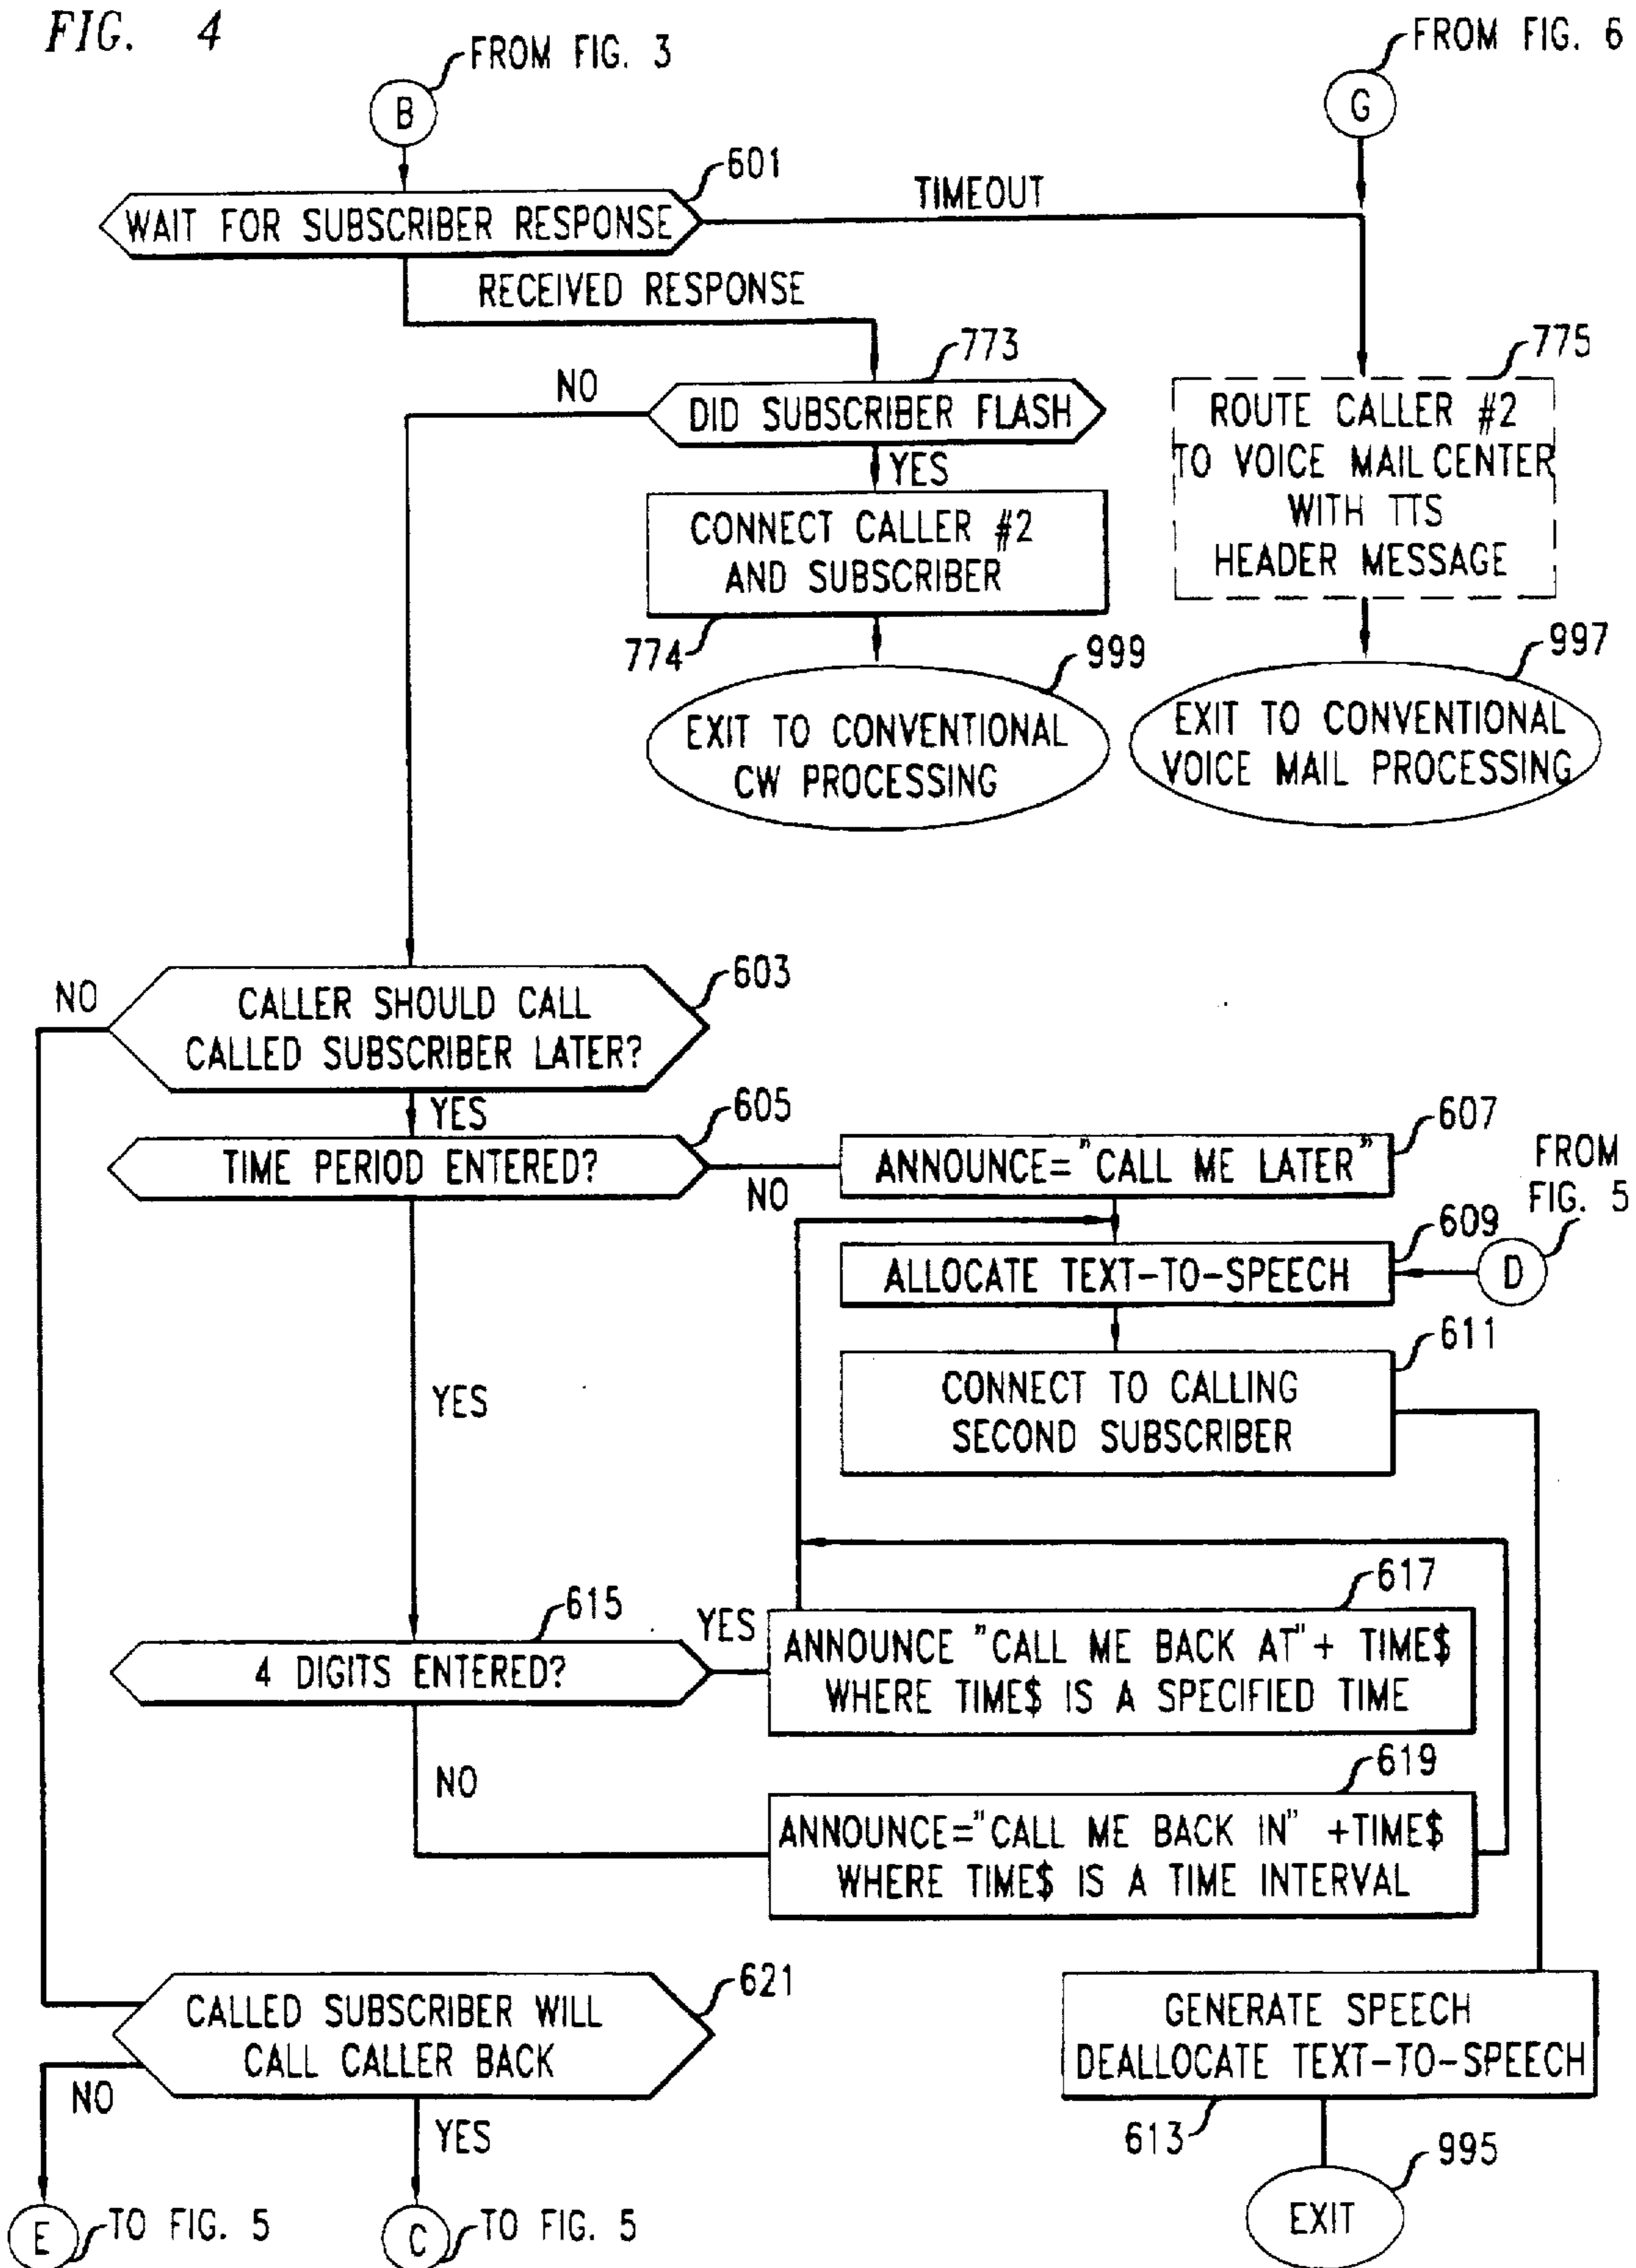 FIG. 4
FROM FIG. 3
FROM FIG. 6
B
G
601
WAIT FOR SUBSCRIBER RESPONSE
TIMEOUT
RECEIVED RESPONSE
773
775
NO
DID SUBSCRIBER FLASH
YES
ROUTE CALLER #2
TO VOICE MAIL CENTER
WITH TTS
HEADER MESSAGE
CONNECT CALLER #2
AND SUBSCRIBER
774
999
997
EXIT TO CONVENTIONAL
CW PROCESSING
EXIT TO CONVENTIONAL
VOICE MAIL PROCESSING
603
NO
CALLER SHOULD CALL
CALLED SUBSCRIBER LATER?
YES
605
TIME PERIOD ENTERED?
NO
607
ANNOUNCE="CALL ME LATER"
FROM
FIG. 5
609
ALLOCATE TEXT-TO-SPEECH
D
611
CONNECT TO CALLING
SECOND SUBSCRIBER
YES
615
4 DIGITS ENTERED?
YES
617
ANNOUNCE "CALL ME BACK AT"+ TIME$
WHERE TIME$ IS A SPECIFIED TIME
NO
619
ANNOUNCE="CALL ME BACK IN" +TIME$
WHERE TIME$ IS A TIME INTERVAL
621
CALLED SUBSCRIBER WILL
CALL CALLER BACK
NO
YES
GENERATE SPEECH
DEALLOCATE TEXT-TO-SPEECH
613
995
EXIT
E
TO FIG. 5
C
TO FIG. 5